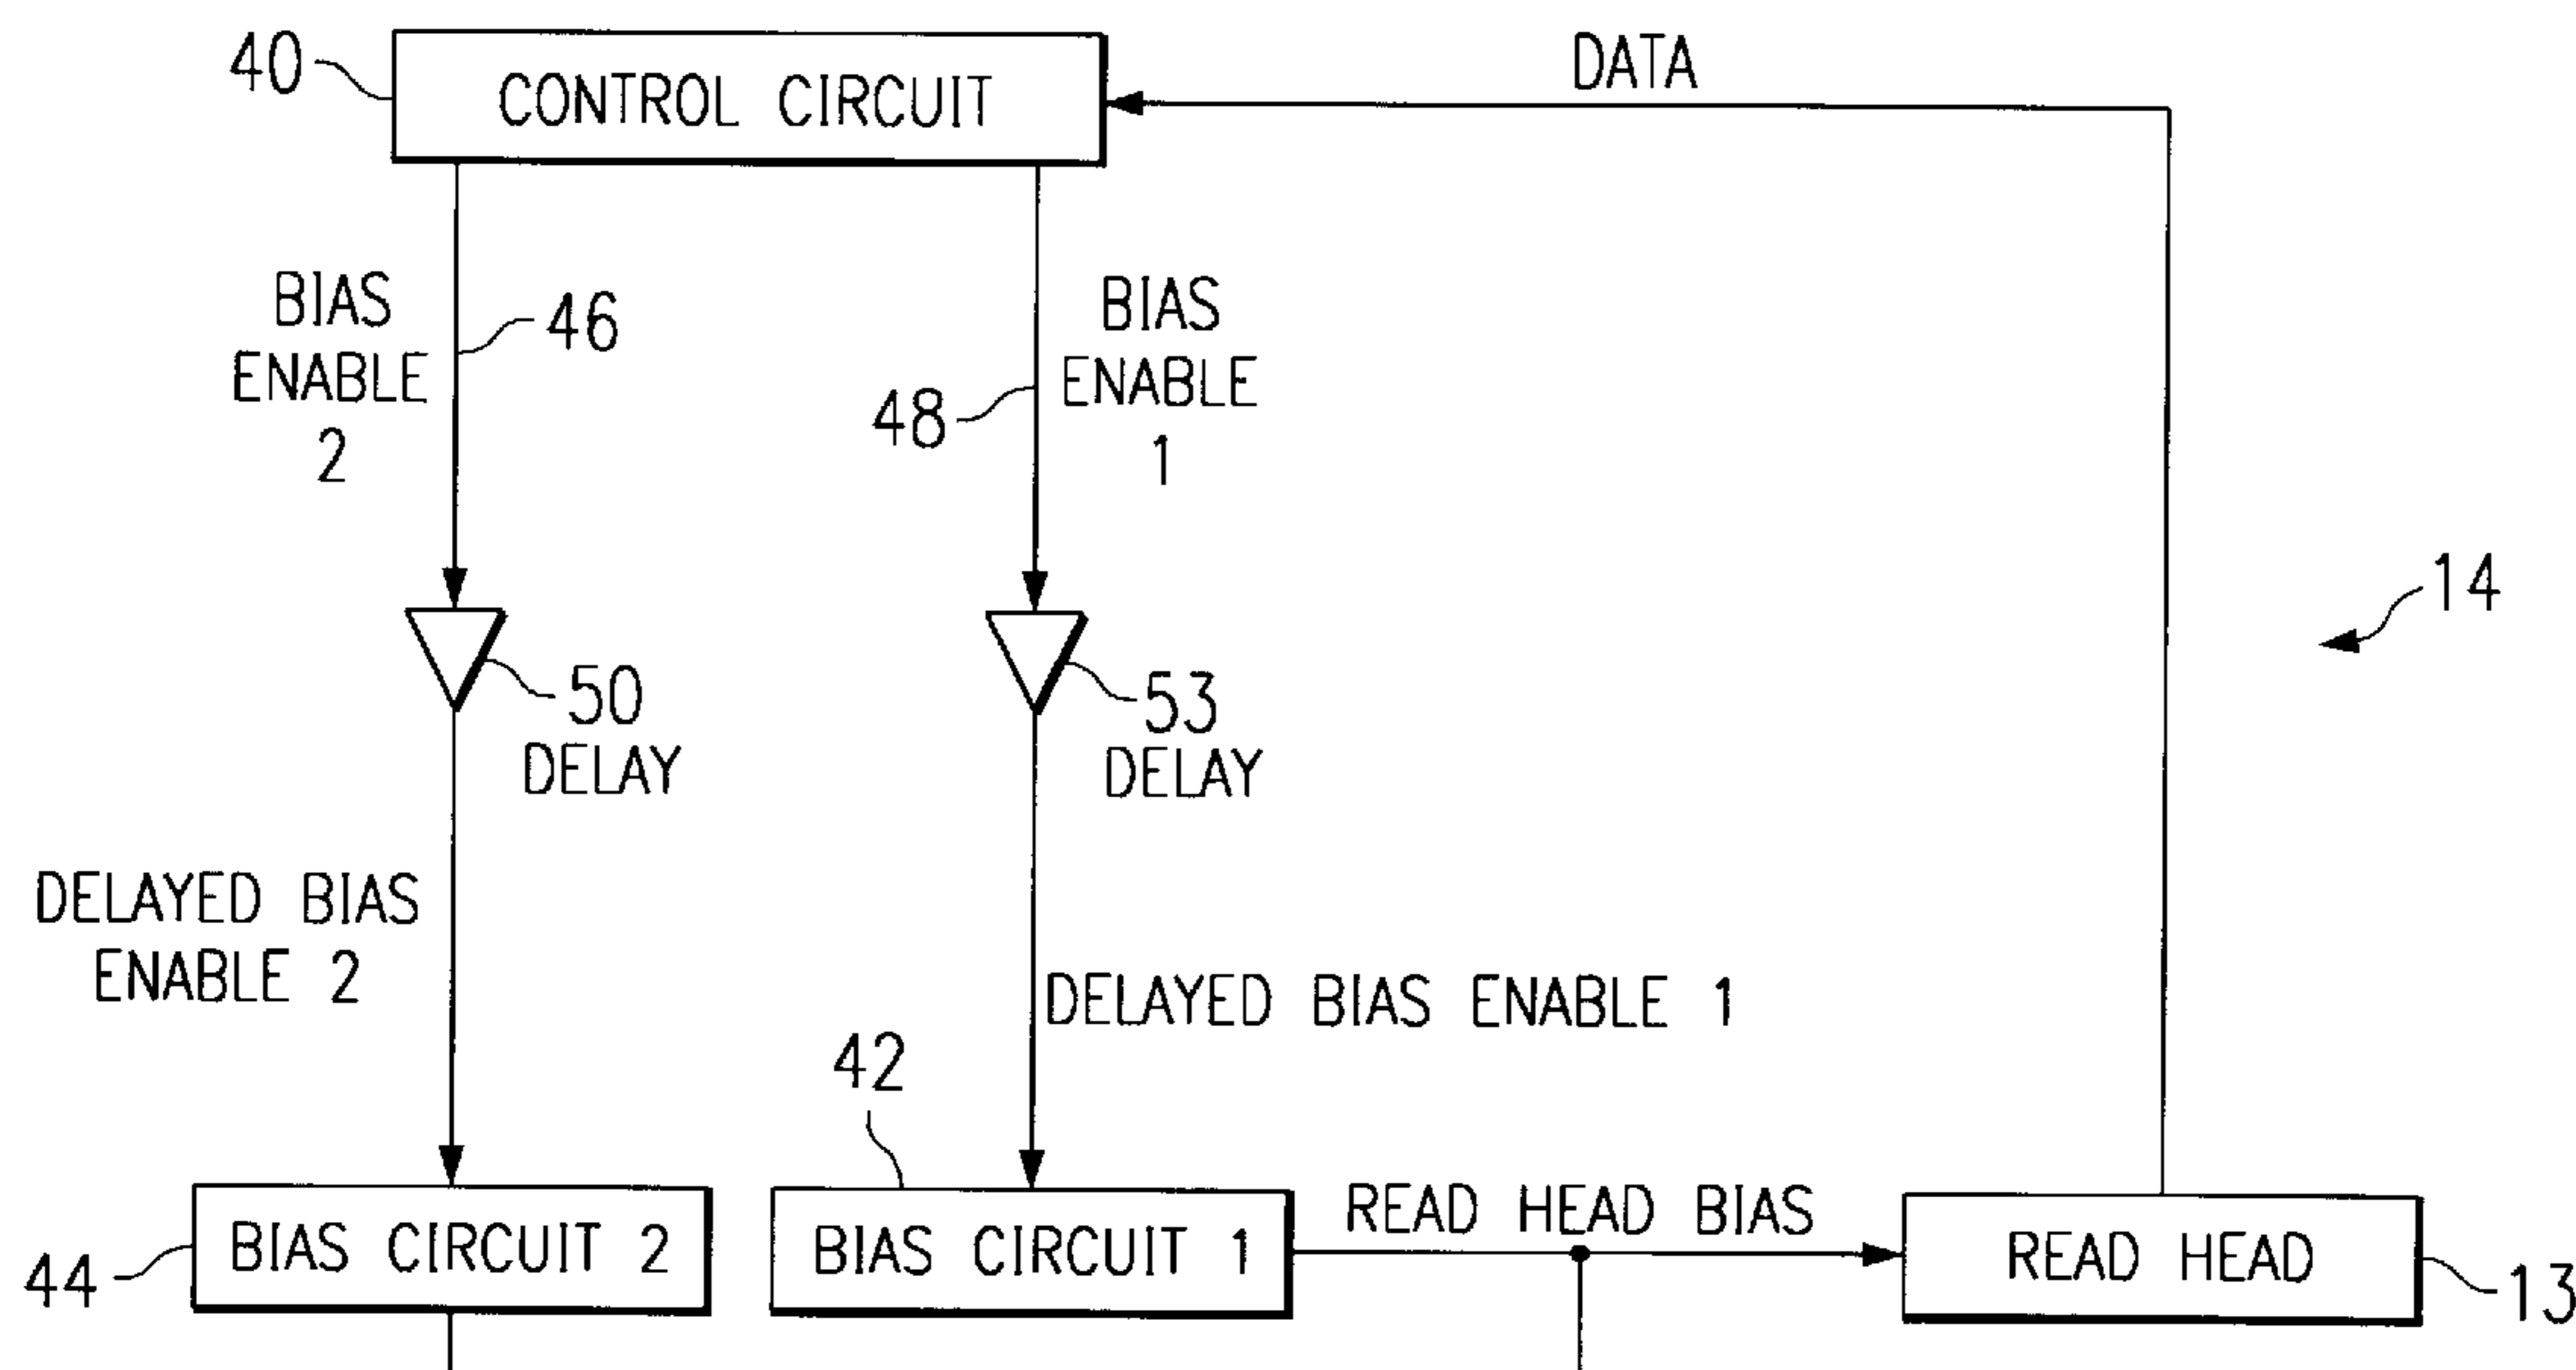 40
CONTROL CIRCUIT
DATA
BIAS
ENABLE
2
46
48
BIAS
ENABLE
1
14
50
DELAY
53
DELAY
DELAYED BIAS
ENABLE 2
DELAYED BIAS ENABLE 1
42
44
BIAS CIRCUIT 2
BIAS CIRCUIT 1
READ HEAD BIAS
READ HEAD
13